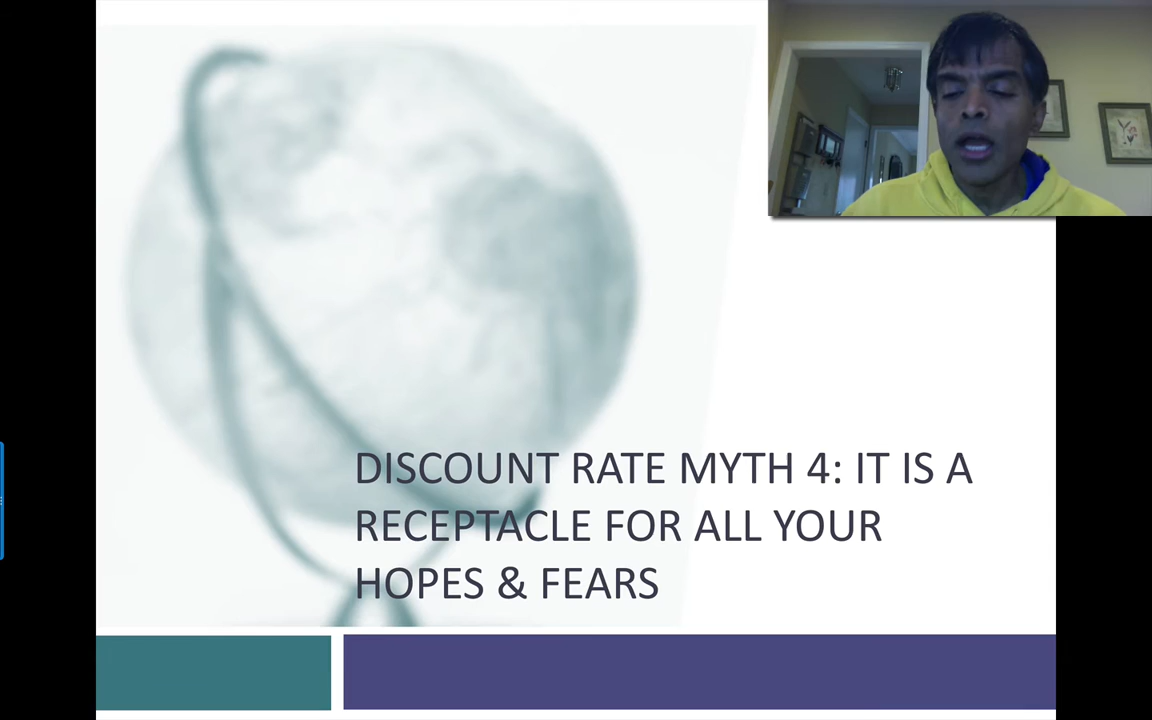 DISCOUNT RATE MYTH 4: IT IS A
RECEPTACLE FOR ALL YOUR
HOPES & FEARS